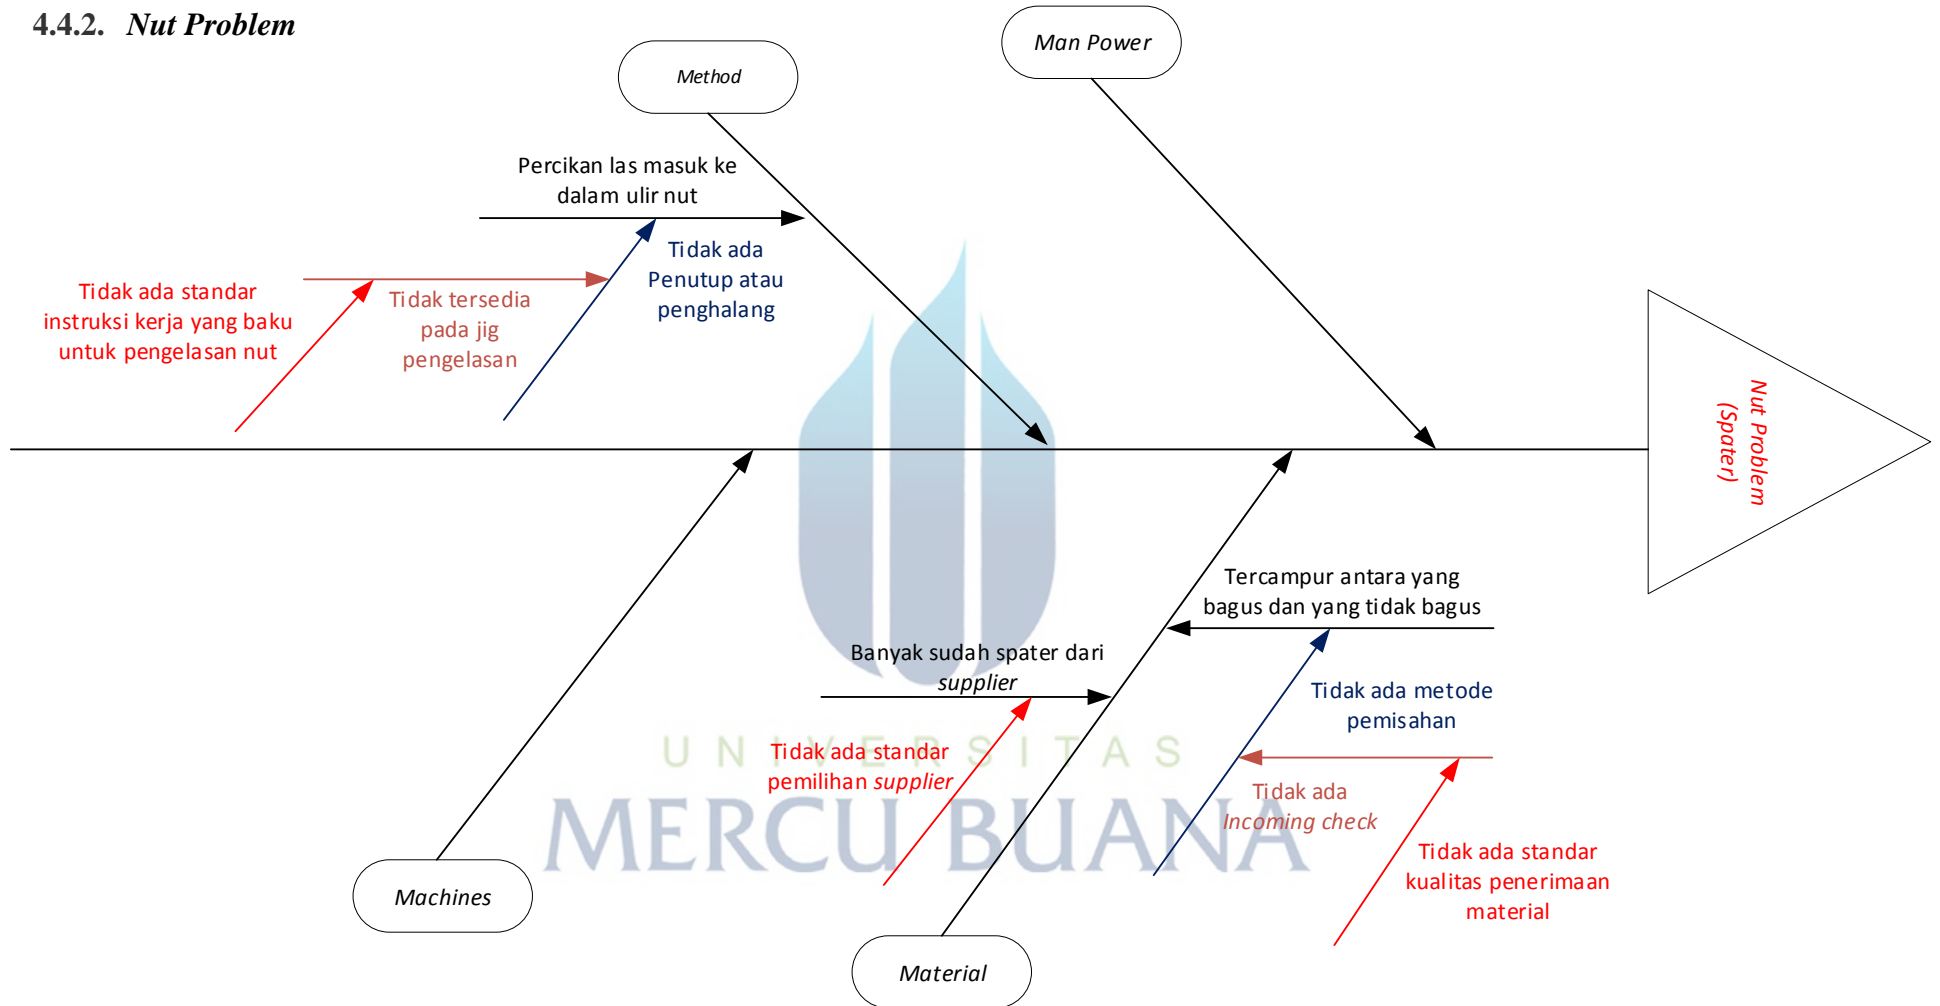 4.4.2. Nut Problem
Man Power
Method
Percikan las masuk ke
dalam ulir nut
Tidak ada
Penutup atau
penghalang
Tidak tersedia
pada jig
pengelasan
Tidak ada standar
instruksi kerja yang baku
untuk pengelasan nut
Nut Problem
(Spater)
Tercampur antara yang
bagus dan yang tidak bagus
Banyak sudah spater dari
supplier
Tidak ada metode
pemisahan
Tidak ada standar
pemilihan supplier
Tidak ada
Incoming check
Tidak ada standar
kualitas penerimaan
material
Machines
Material
UNIVERSITAS
MERCU BUANA